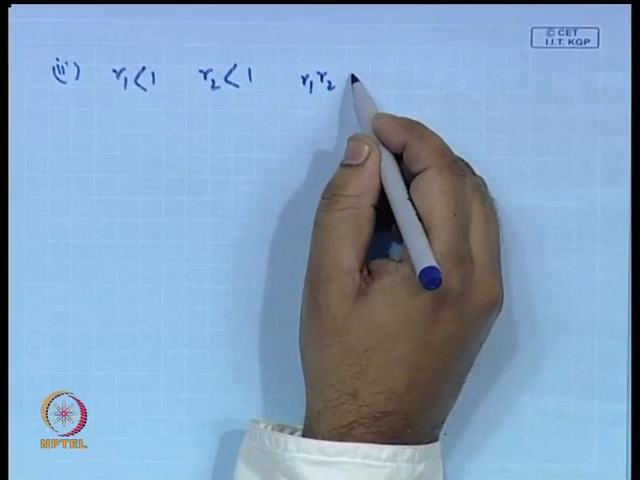 © CET
I.I.T. KGP
(ii) r₁<1 r₂<1 r₁r₂
NPTEL